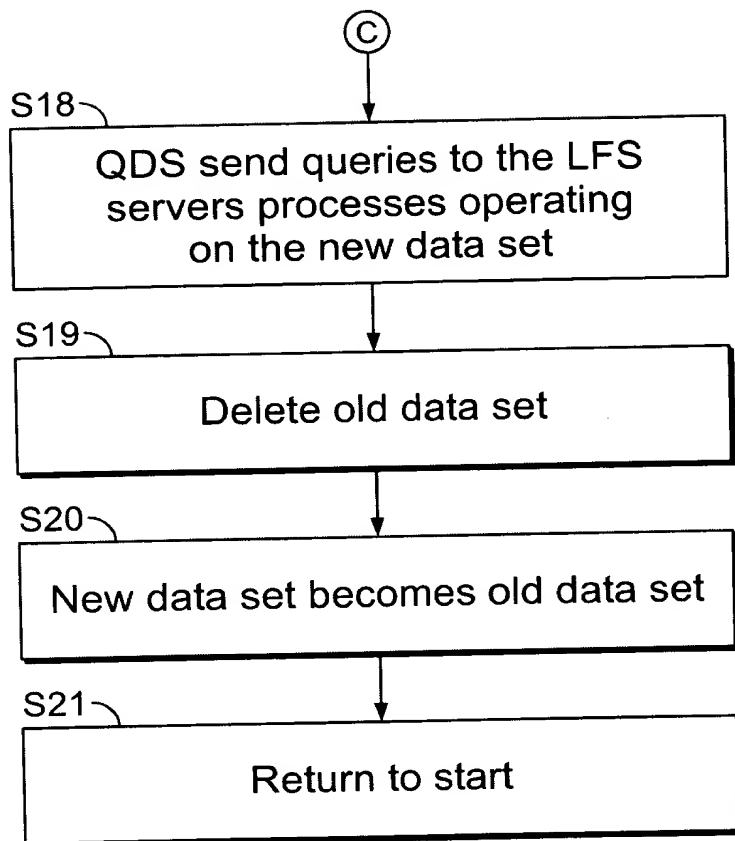 C
S18
QDS send queries to the LFS
servers processes operating
on the new data set
S19
Delete old data set
S20
New data set becomes old data set
S21
Return to start